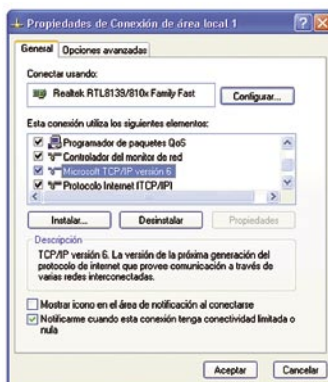 Propiedades de Conexión de área local 1
General
Opciones avanzadas
Conectar usando:
Realtek RTL8139/810x Family Fast
Configurar...
Esta conexión utiliza los siguientes elementos:
Programador de paquetes QoS
Controlador del monitor de red
Microsoft TCP/IP versión 6
Protocolo Internet (TCP/IP)
Instalar...
Desinstalar
Propiedades
Descripción
TCP/IP versión 6. La versión de la próxima generación del
protocolo de internet que provee comunicación a través de
varias redes interconectadas.
Mostrar icono en el área de notificación al conectarse
Notificarme cuando esta conexión tenga conectividad limitada o
nula
Aceptar
Cancelar